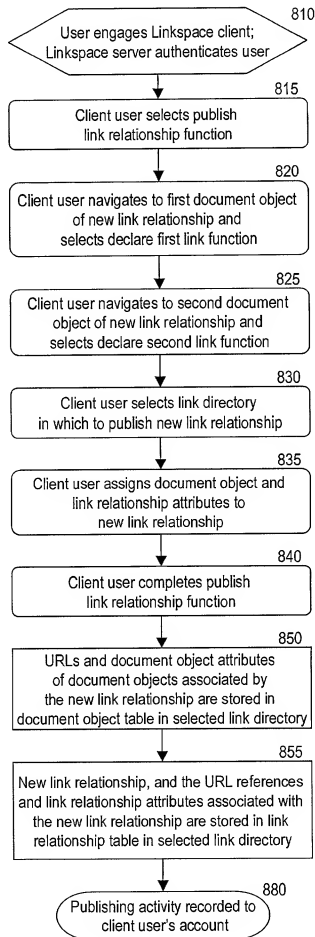 810
User engages Linkspace client;
Linkspace server authenticates user
815
Client user selects publish
link relationship function
820
Client user navigates to first document object
of new link relationship and
selects declare first link function
825
Client user navigates to second document
object of new link relationship and
selects declare second link function
830
Client user selects link directory
in which to publish new link relationship
835
Client user assigns document object and
link relationship attributes to
new link relationship
840
Client user completes publish
link relationship function
850
URLs and document object attributes
of document objects associated by
the new link relationship are stored in
document object table in selected link directory
855
New link relationship, and the URL references
and link relationship attributes associated with
the new link relationship are stored in link
relationship table in selected link directory
880
Publishing activity recorded to
client user's account